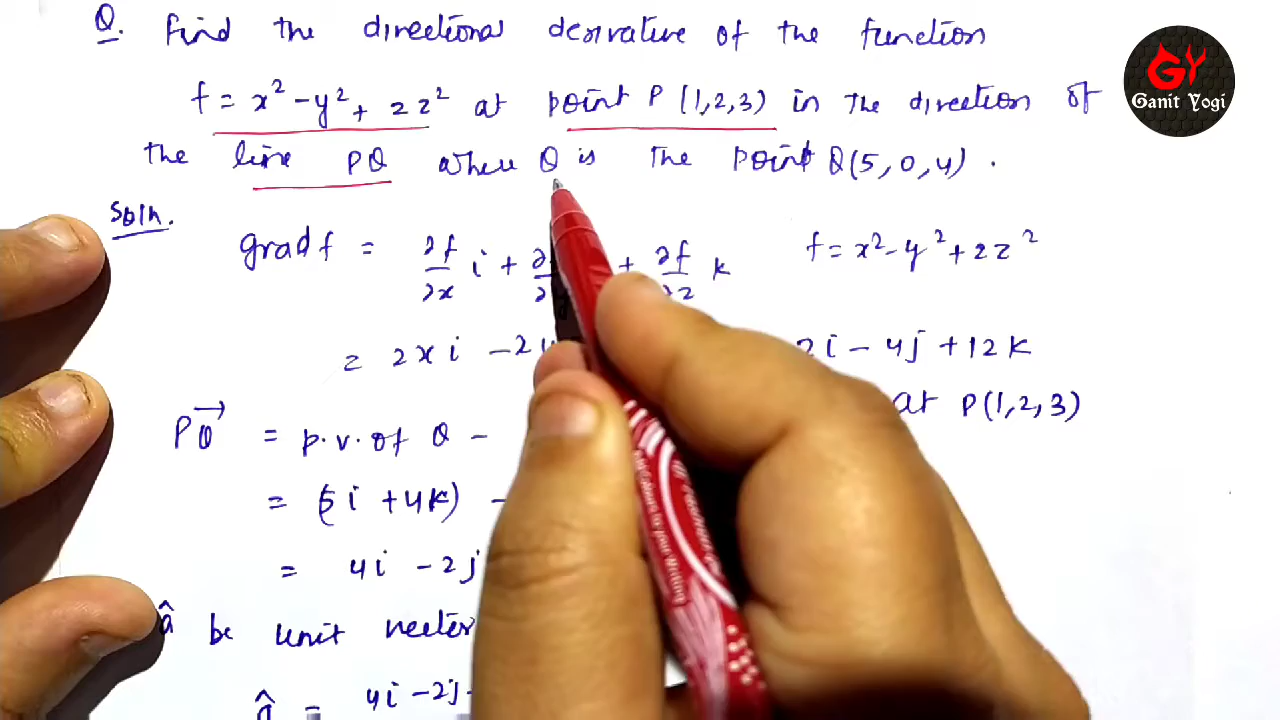 Q. Find the directional derivative of the function
f = x² - y² + 2z² at point P (1,2,3) in the direction of
the line PQ where Q is the point Q(5, 0, 4).
GY
Ganit Yogi
Soln.
grad f = ∂f/∂x i + ∂ + ∂f/∂z k
f = x² - y² + 2z²
= 2x i - 2y
2i - 4j + 12k
at P(1,2,3)
PQ→ = p.v. of Q -
= (5i + 4k) -
= 4i - 2j
â be unit vector
â = 4i - 2j